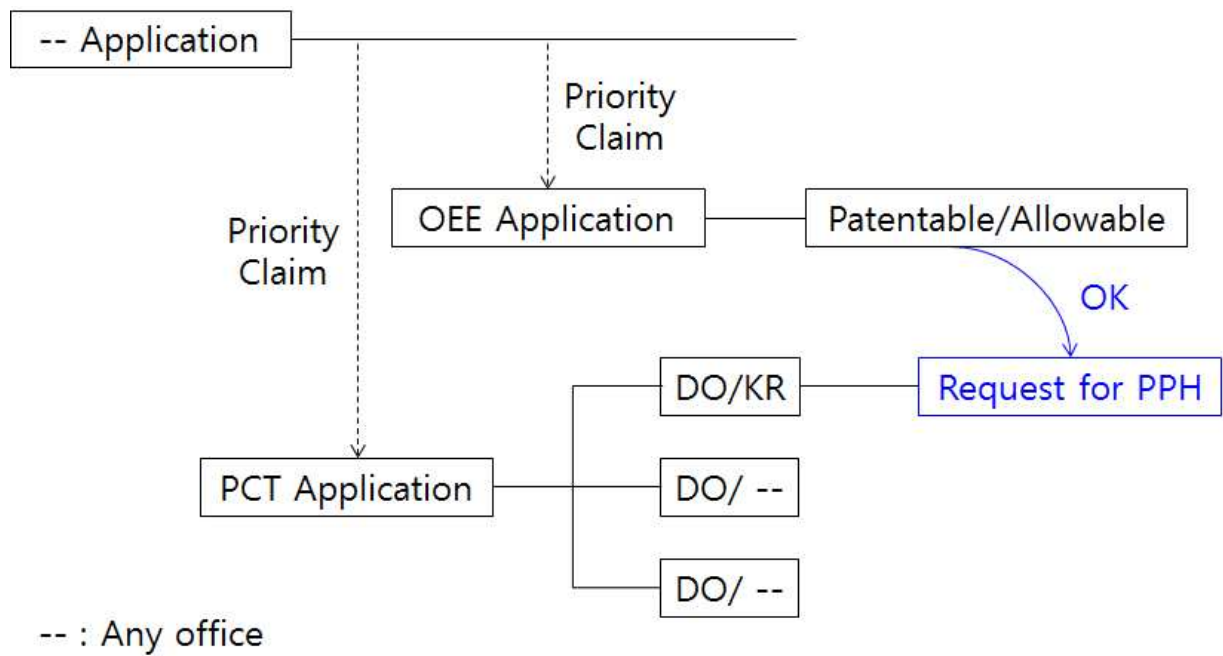 -- Application
Priority
Claim
OEE Application
Patentable/Allowable
Priority
Claim
OK
DO/KR
Request for PPH
PCT Application
DO/ --
DO/ --
-- : Any office